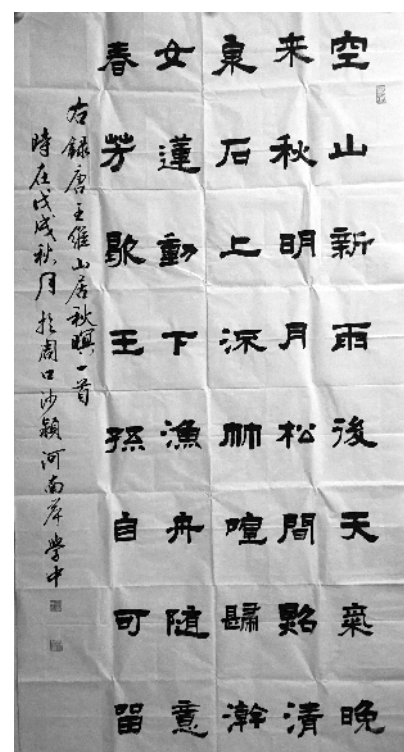 空山新雨後天氣晚
来秋明月松間照清
泉石上流竹喧歸澣
女蓮動下漁舟随意
春芳歇王孫自可留
右録唐王維山居秋暝一首
時在戊戌秋月於周口沙潁河南岸學中